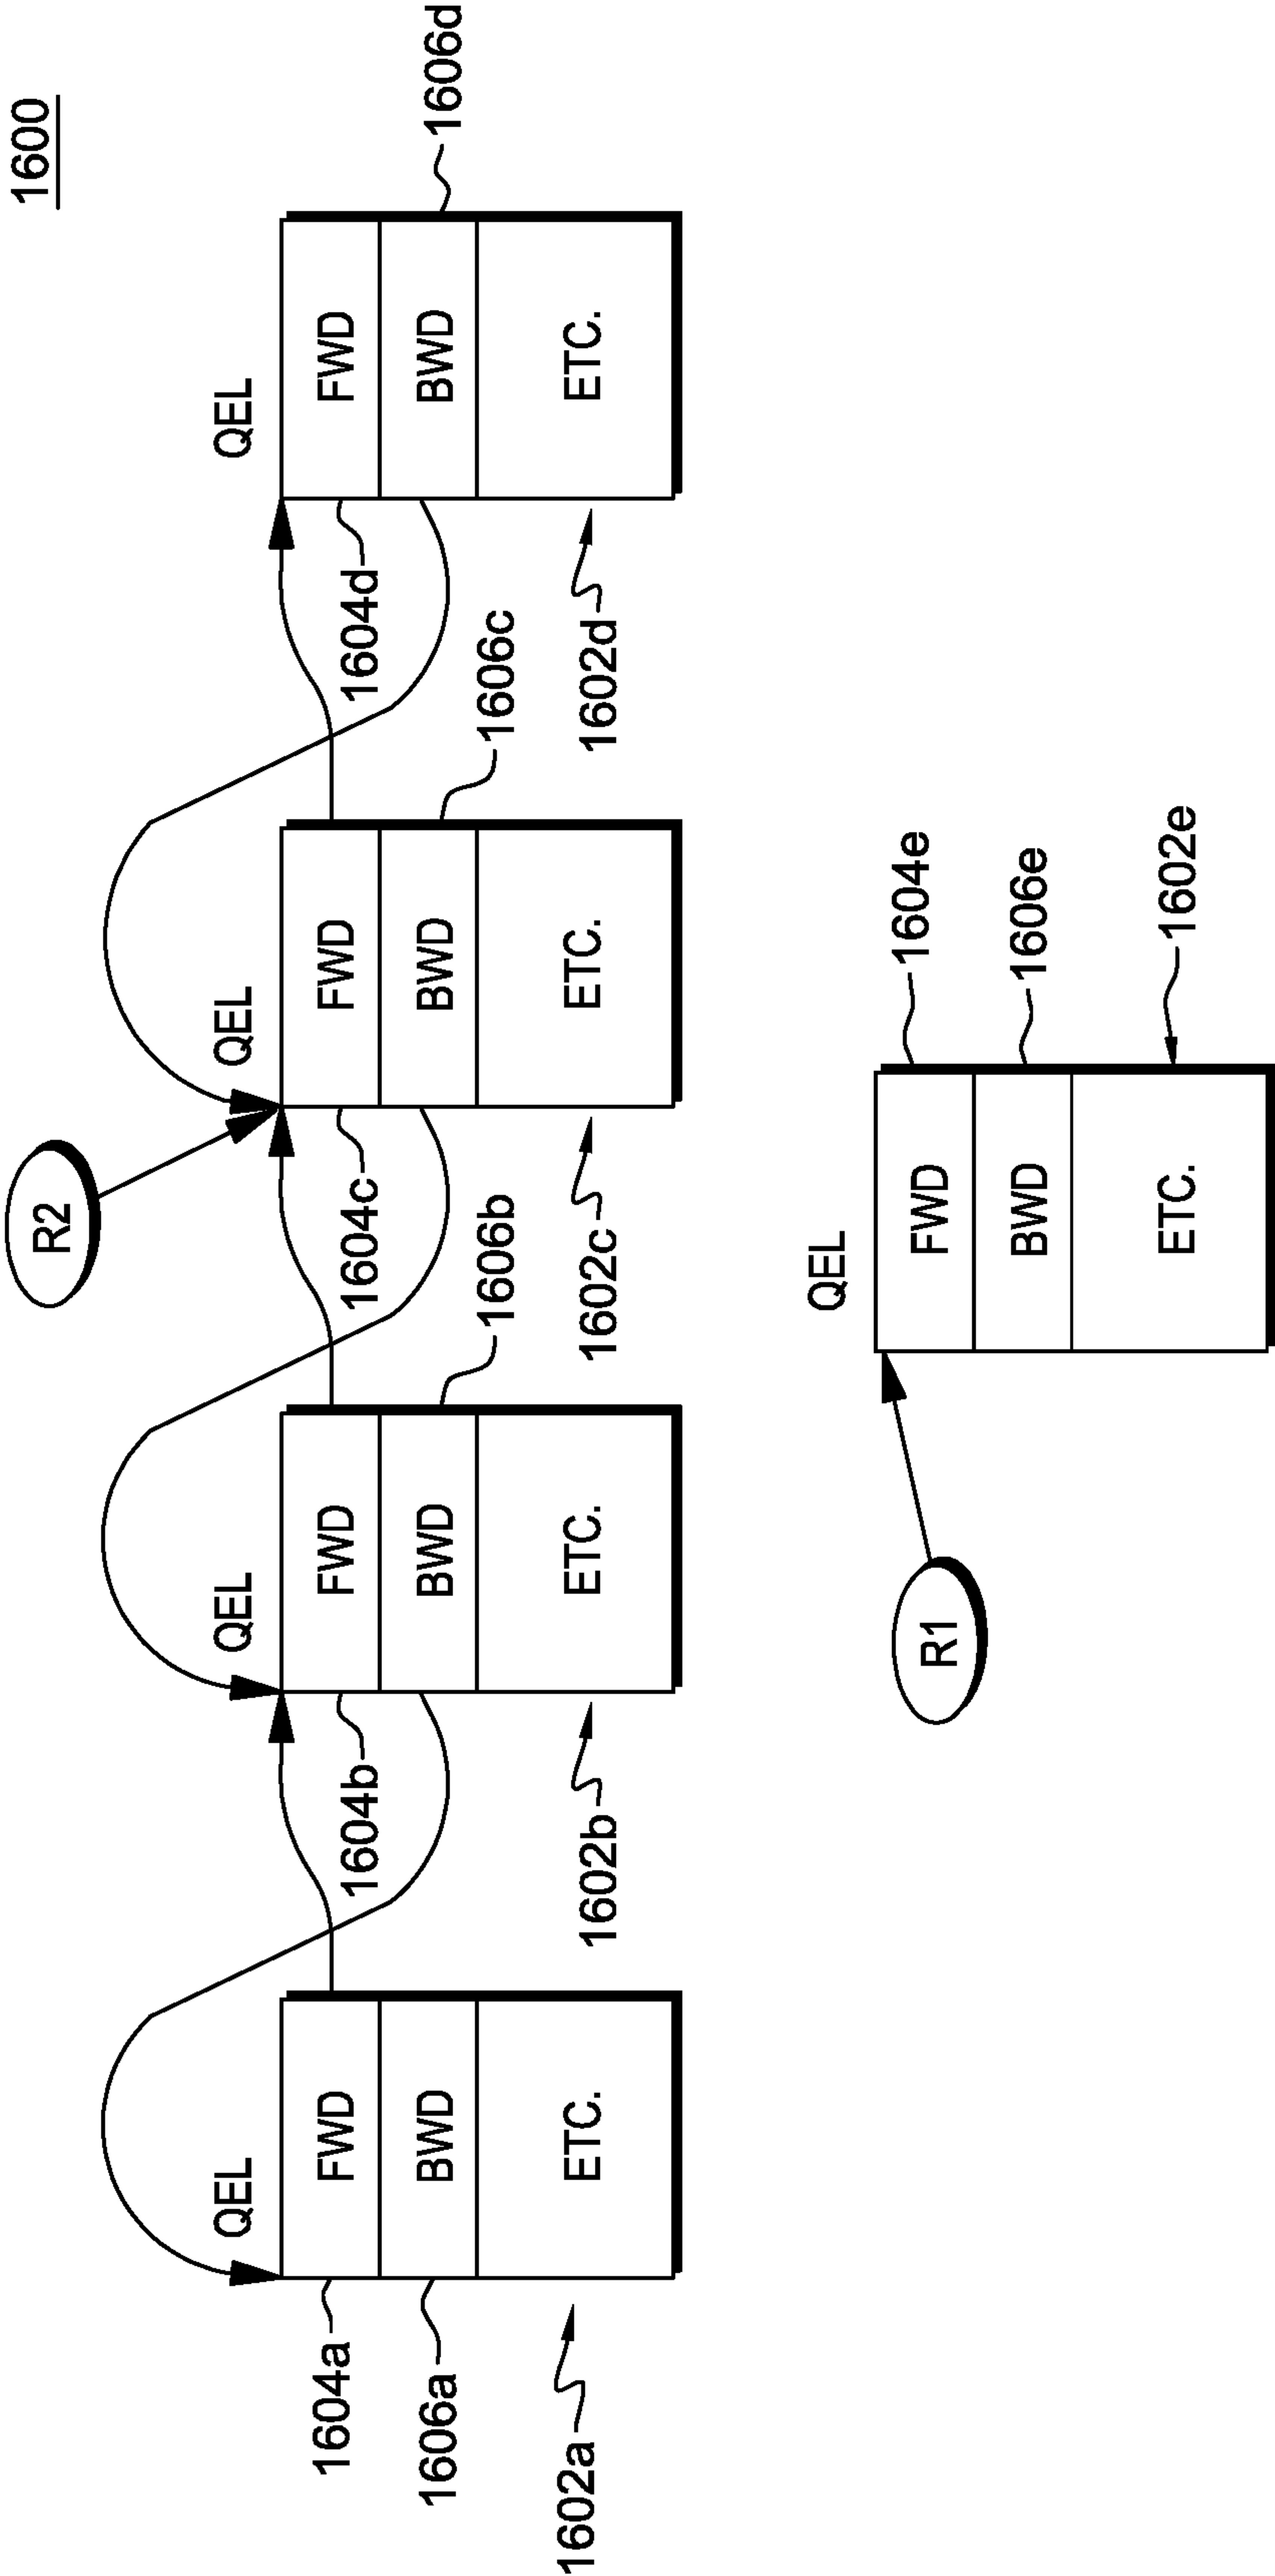 1600
R2
QEL
QEL
QEL
QEL
1604a
FWD
1604b
FWD
1604c
FWD
1604d
FWD
1606a
BWD
BWD
1606b
BWD
1606c
BWD
1606d
1602a
ETC.
1602b
ETC.
1602c
ETC.
1602d
ETC.
QEL
R1
FWD
1604e
BWD
1606e
ETC.
1602e